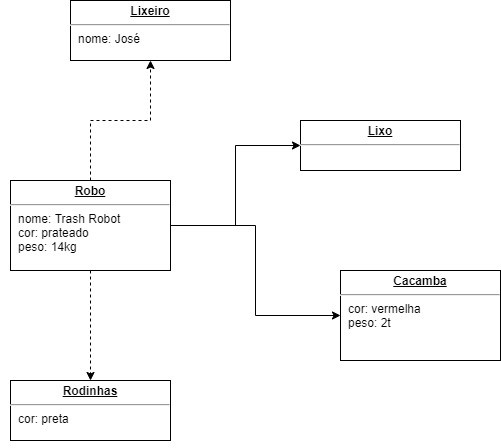 Lixeiro
nome: José
Lixo
Robo
nome: Trash Robot
cor: prateado
peso: 14kg
Cacamba
cor: vermelha
peso: 2t
Rodinhas
cor: preta